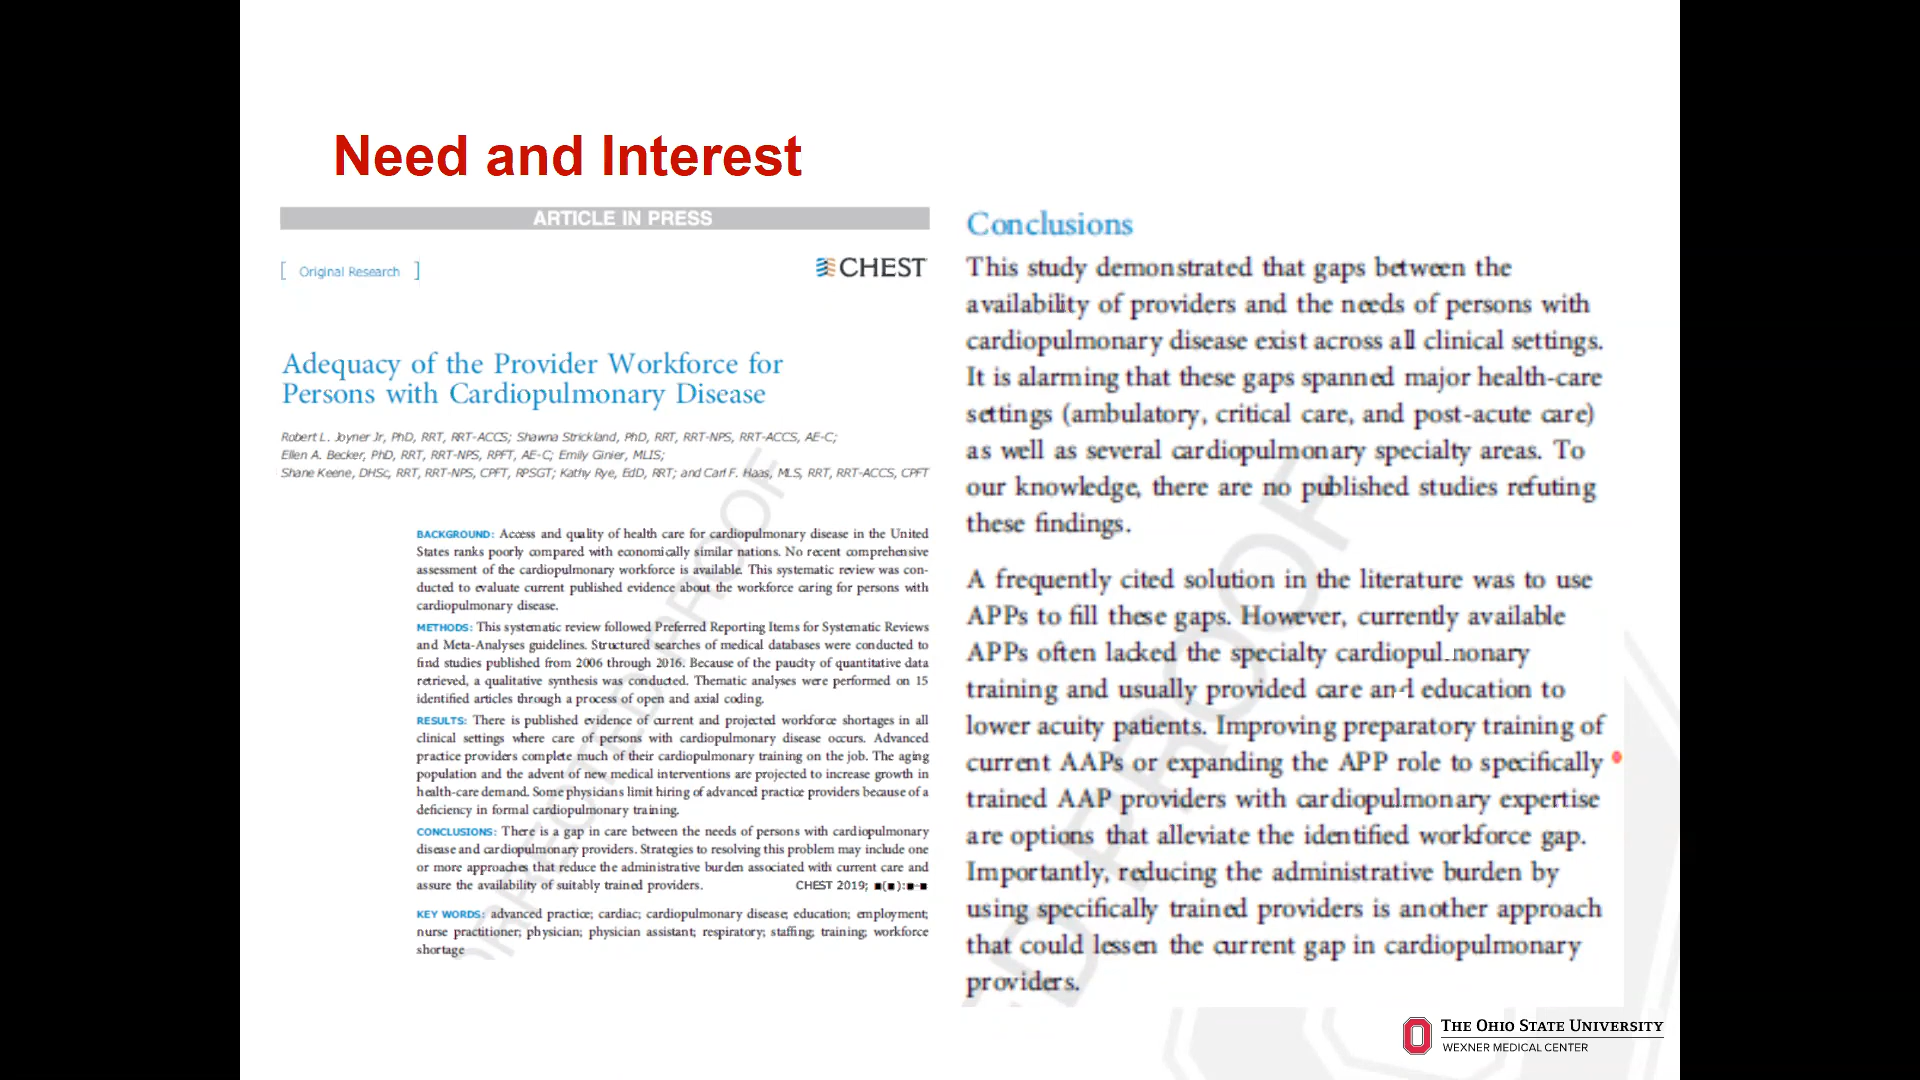 Need and Interest
ARTICLE IN PRESS
[ Original Research ]
CHEST
Adequacy of the Provider Workforce for
Persons with Cardiopulmonary Disease
Robert L. Joyner Jr, PhD, RRT, RRT-ACCS; Shawna Strickland, PhD, RRT, RRT-NPS, RRT-ACCS, AE-C;
Ellen A. Becker, PhD, RRT, RRT-NPS, RPFT, AE-C; Emily Ginier, MLIS;
Shane Keene, DHSc, RRT, RRT-NPS, CPFT, RPSGT; Kathy Rye, EdD, RRT; and Carl F. Haas, MLS, RRT, RRT-ACCS, CPFT
BACKGROUND: Access and quality of health care for cardiopulmonary disease in the United
States ranks poorly compared with economically similar nations. No recent comprehensive
assessment of the cardiopulmonary workforce is available. This systematic review was con-
ducted to evaluate current published evidence about the workforce caring for persons with
cardiopulmonary disease.
METHODS: This systematic review followed Preferred Reporting Items for Systematic Reviews
and Meta-Analyses guidelines. Structured searches of medical databases were conducted to
find studies published from 2006 through 2016. Because of the paucity of quantitative data
retrieved, a qualitative synthesis was conducted. Thematic analyses were performed on 15
identified articles through a process of open and axial coding.
RESULTS: There is published evidence of current and projected workforce shortages in all
clinical settings where care of persons with cardiopulmonary disease occurs. Advanced
practice providers complete much of their cardiopulmonary training on the job. The aging
population and the advent of new medical interventions are projected to increase growth in
health-care demand. Some physicians limit hiring of advanced practice providers because of a
deficiency in formal cardiopulmonary training.
CONCLUSIONS: There is a gap in care between the needs of persons with cardiopulmonary
disease and cardiopulmonary providers. Strategies to resolving this problem may include one
or more approaches that reduce the administrative burden associated with current care and
assure the availability of suitably trained providers. CHEST 2019; ■(■):■-■
KEY WORDS: advanced practice; cardiac; cardiopulmonary disease; education; employment;
nurse practitioner; physician; physician assistant; respiratory; staffing; training; workforce
shortage
Conclusions
This study demonstrated that gaps between the
availability of providers and the needs of persons with
cardiopulmonary disease exist across all clinical settings.
It is alarming that these gaps spanned major health-care
settings (ambulatory, critical care, and post-acute care)
as well as several cardiopulmonary specialty areas. To
our knowledge, there are no published studies refuting
these findings.
A frequently cited solution in the literature was to use
APPs to fill these gaps. However, currently available
APPs often lacked the specialty cardiopulmonary
training and usually provided care and education to
lower acuity patients. Improving preparatory training of
current AAPs or expanding the APP role to specifically
trained AAP providers with cardiopulmonary expertise
are options that alleviate the identified workforce gap.
Importantly, reducing the administrative burden by
using specifically trained providers is another approach
that could lessen the current gap in cardiopulmonary
providers.
THE OHIO STATE UNIVERSITY
WEXNER MEDICAL CENTER